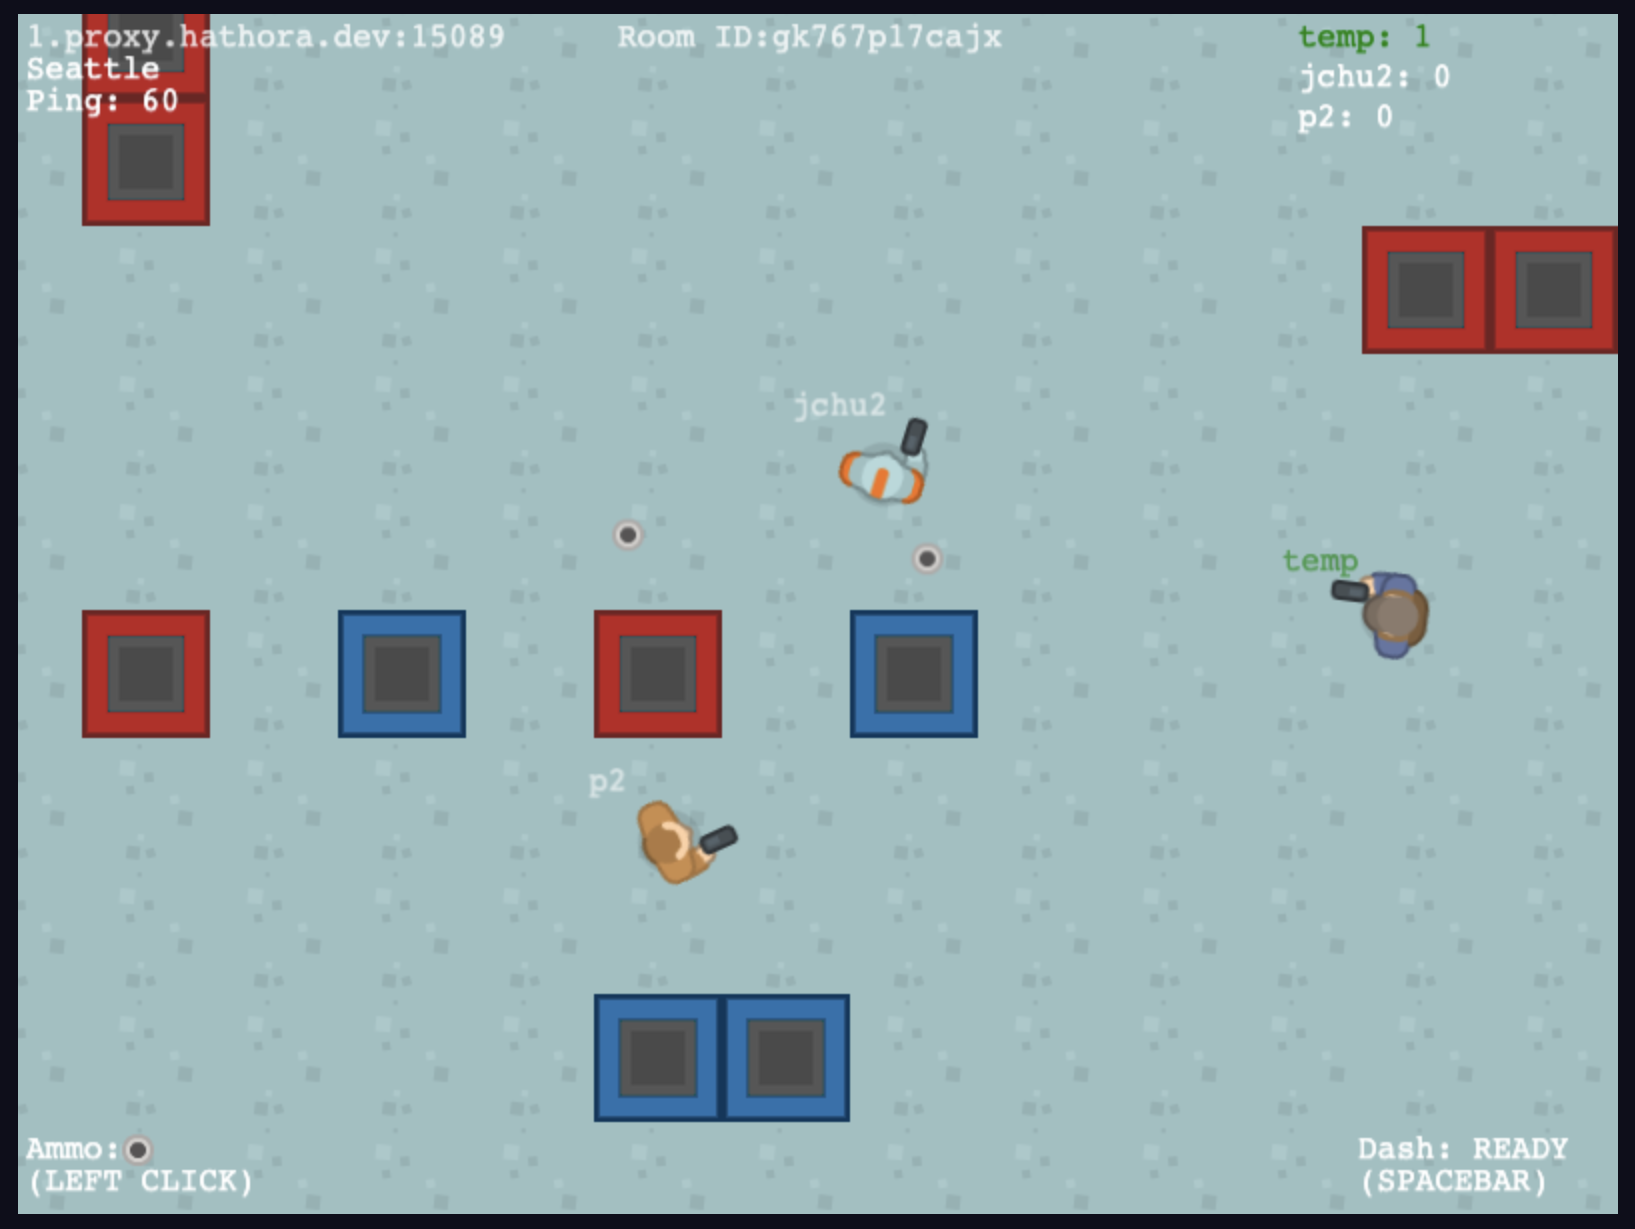 1.proxy.hathora.dev:15089
Seattle
Ping: 60
Room ID:gk767p17cajx
temp: 1
jchu2: 0
p2: 0
jchu2
temp
p2
Ammo:
(LEFT CLICK)
Dash: READY
(SPACEBAR)